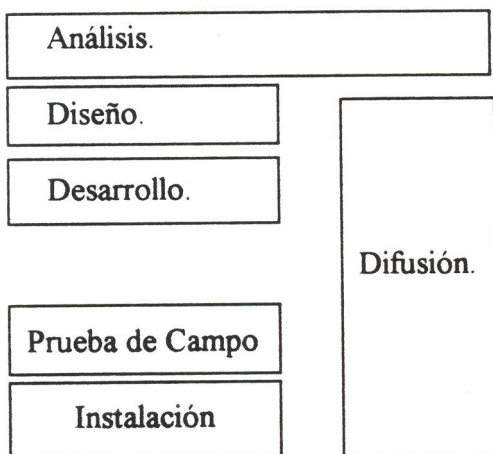 Análisis.
Diseño.
Desarrollo.
Difusión.
Prueba de Campo
Instalación